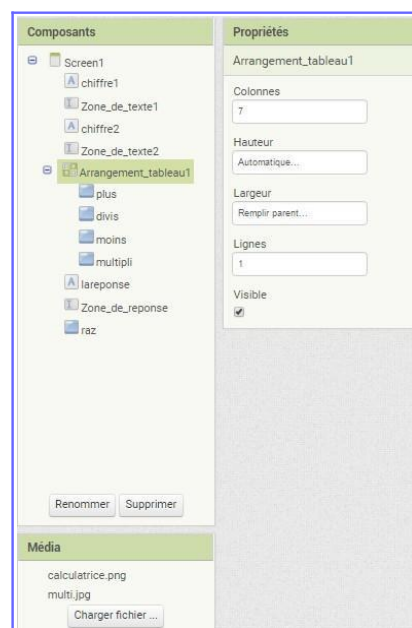 Composants
Screen1
chiffre1
Zone_de_texte1
chiffre2
Zone_de_texte2
Arrangement_tableau1
plus
divis
moins
multipli
lareponse
Zone_de_reponse
raz
Renommer Supprimer
Média
calculatrice.png
multi.jpg
Charger fichier ...
Propriétés
Arrangement_tableau1
Colonnes
7
Hauteur
Automatique...
Largeur
Remplir parent...
Lignes
1
Visible